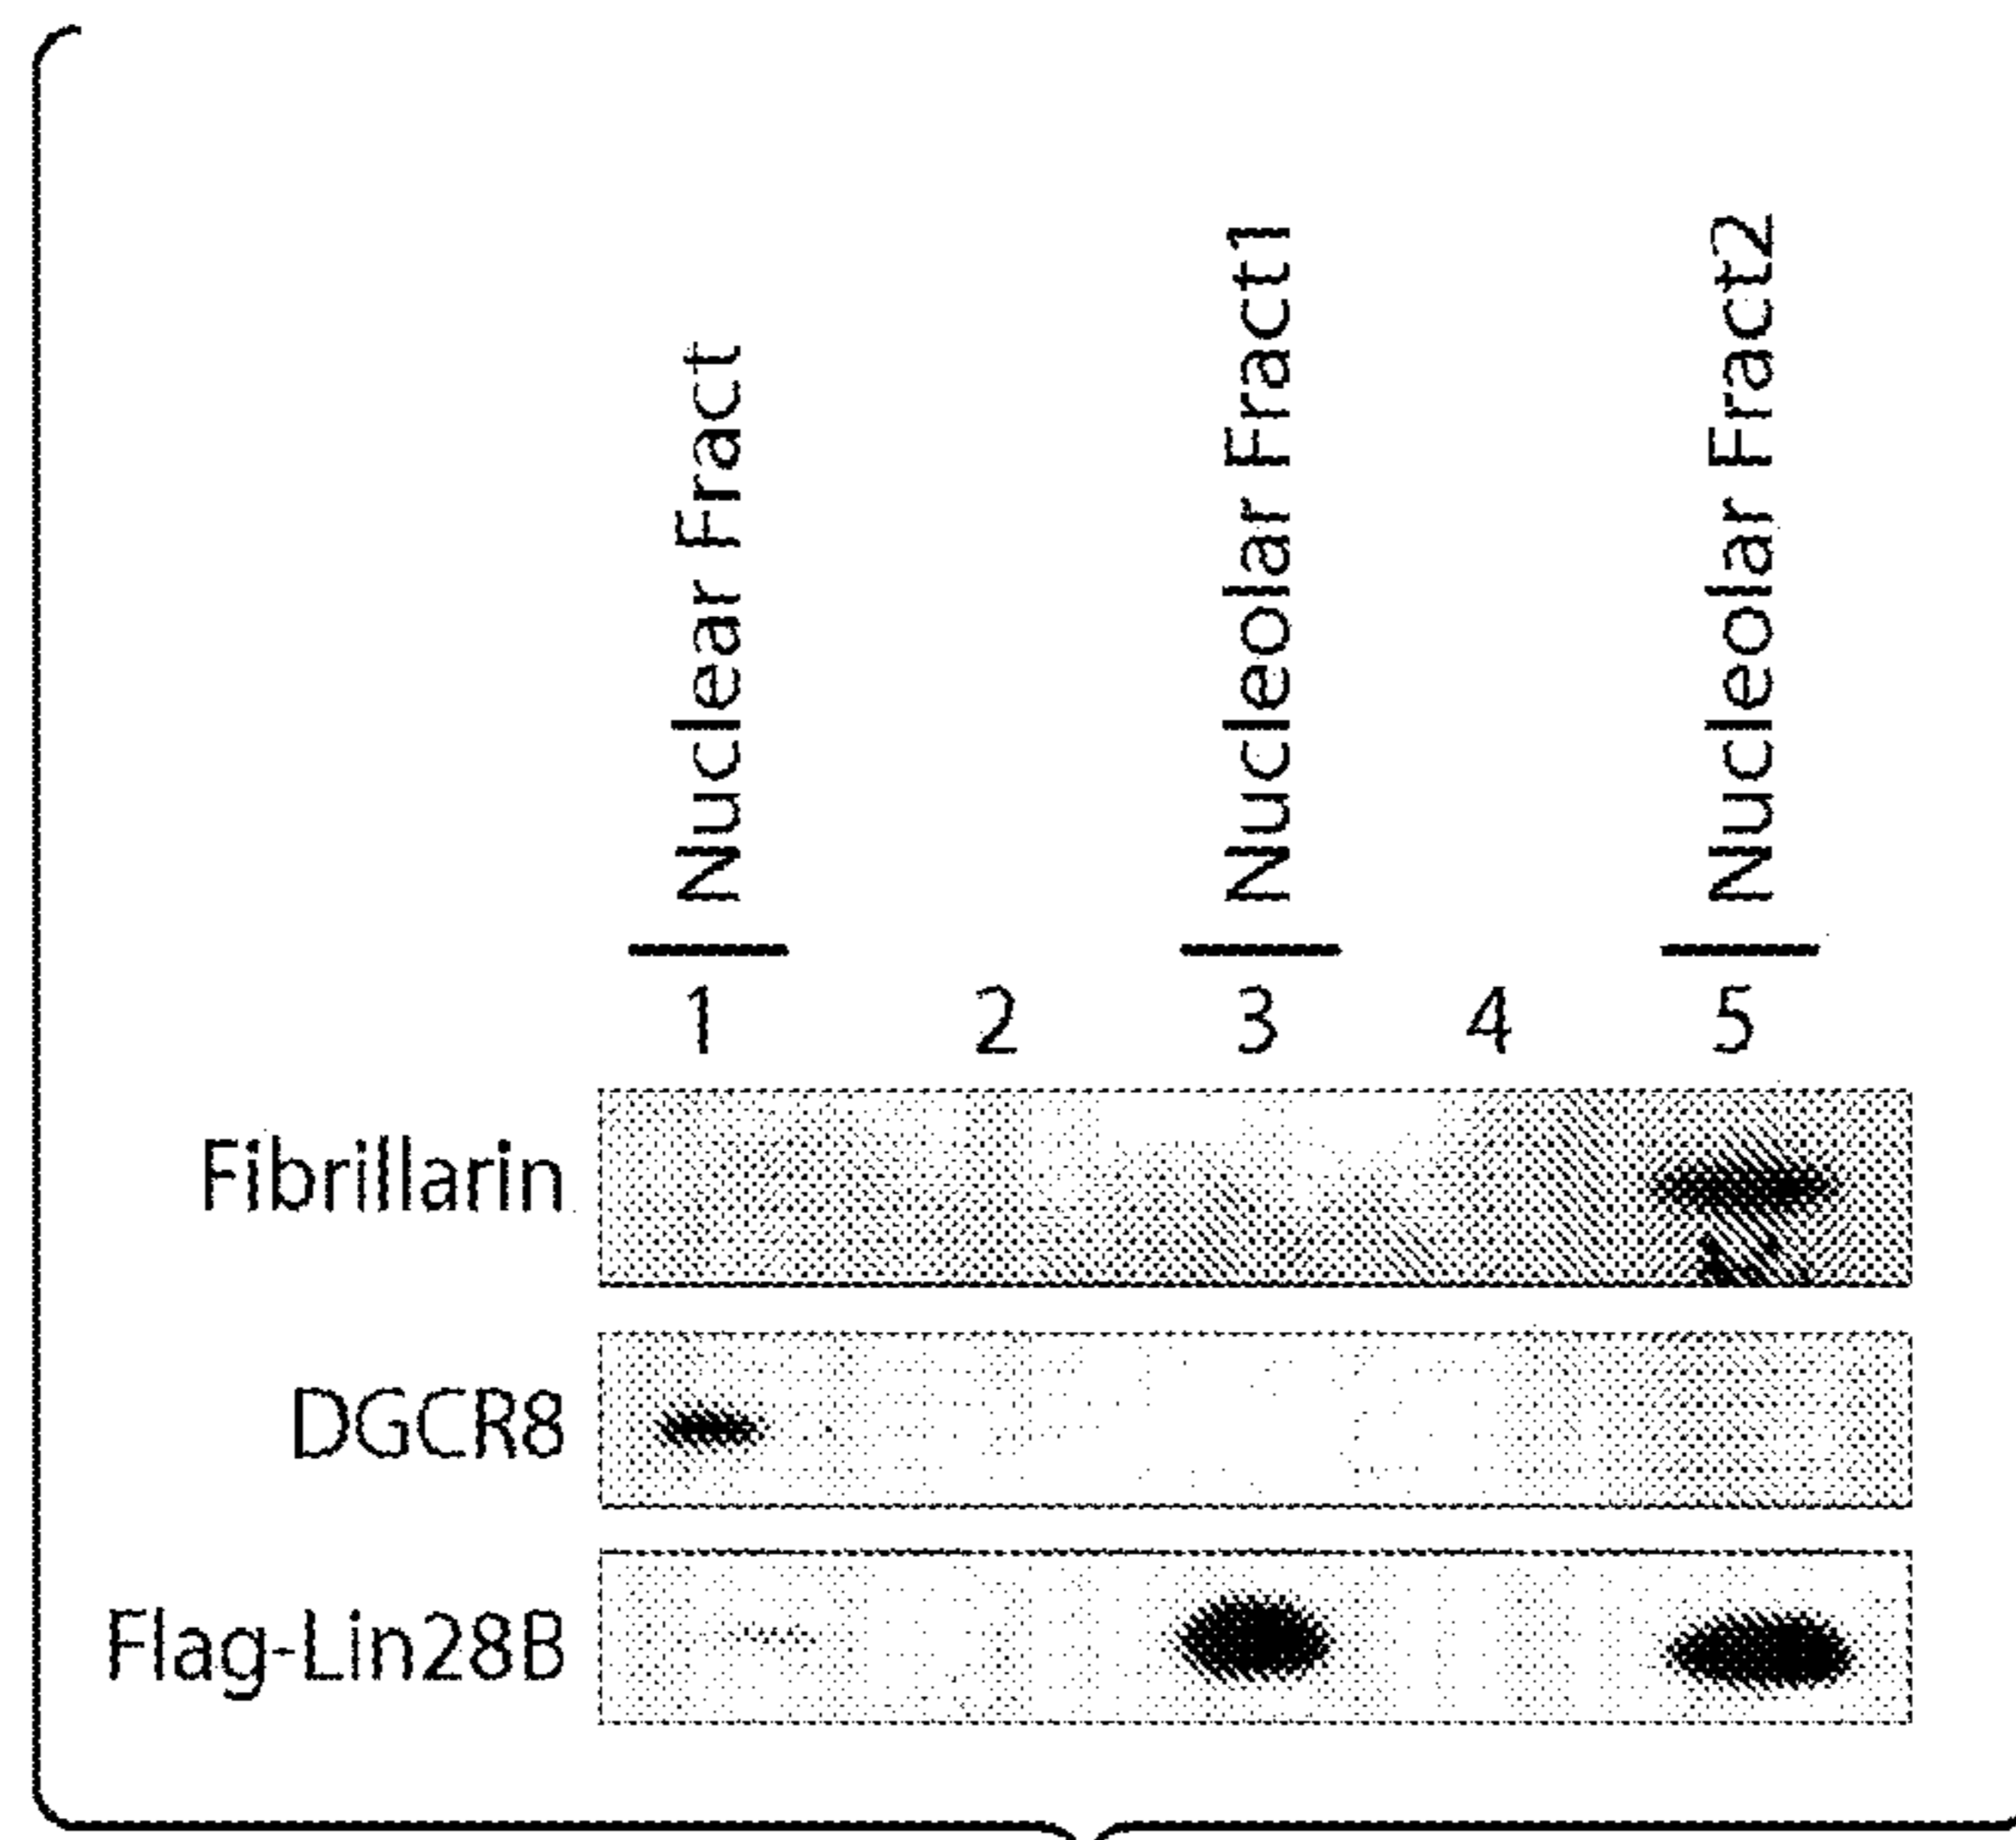 Nuclear Fract
Nucleolar Fract1
Nucleolar Fract2
1 2 3 4 5
Fibrillarin
DGCR8
Flag-Lin28B